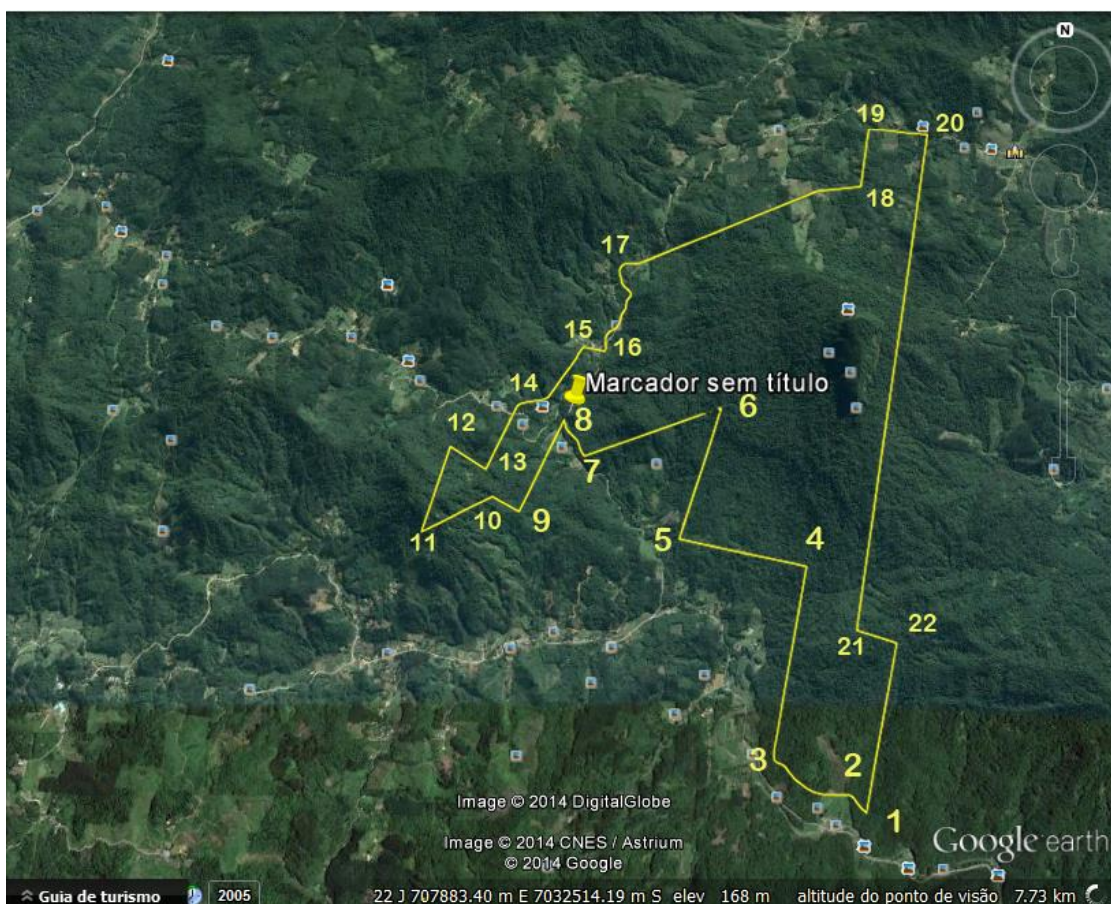 N
19
20
18
17
15
16
Marcador sem título
14
6
8
12
13
7
10
9
11
5
4
22
21
3
2
1
Image © 2014 DigitalGlobe
Image © 2014 CNES / Astrium
© 2014 Google
Google earth
Guia de turismo
2005
22 J 707883.40 m E 7032514.19 m S elev 168 m altitude do ponto de visão 7.73 km